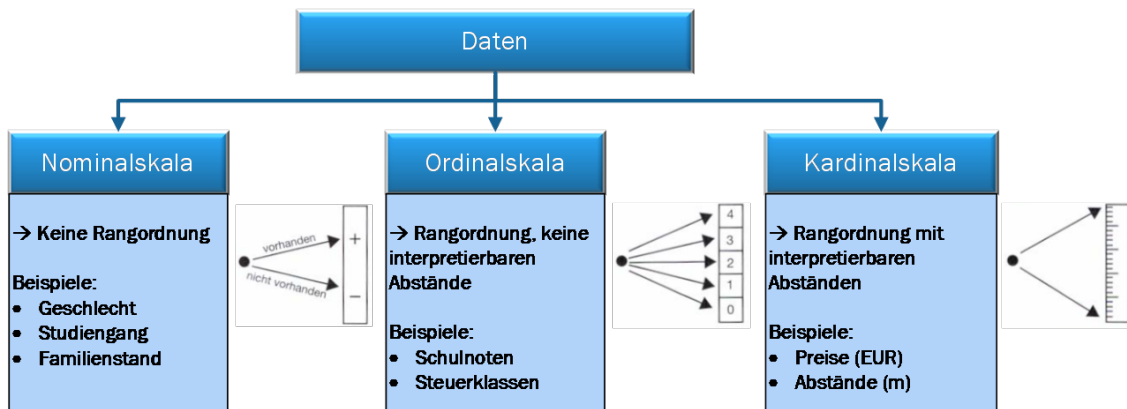 Daten
Nominalskala
→ Keine Rangordnung
Beispiele:
• Geschlecht
• Studiengang
• Familienstand
vorhanden
nicht vorhanden
+
−
Ordinalskala
→ Rangordnung, keine
interpretierbaren
Abstände
Beispiele:
• Schulnoten
• Steuerklassen
4
3
2
1
0
Kardinalskala
→ Rangordnung mit
interpretierbaren
Abständen
Beispiele:
• Preise (EUR)
• Abstände (m)